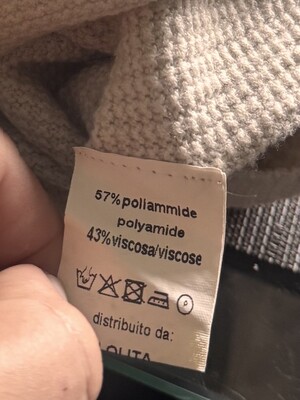 57%poliammide
polyamide
43%viscosa/viscose
distribuito da: